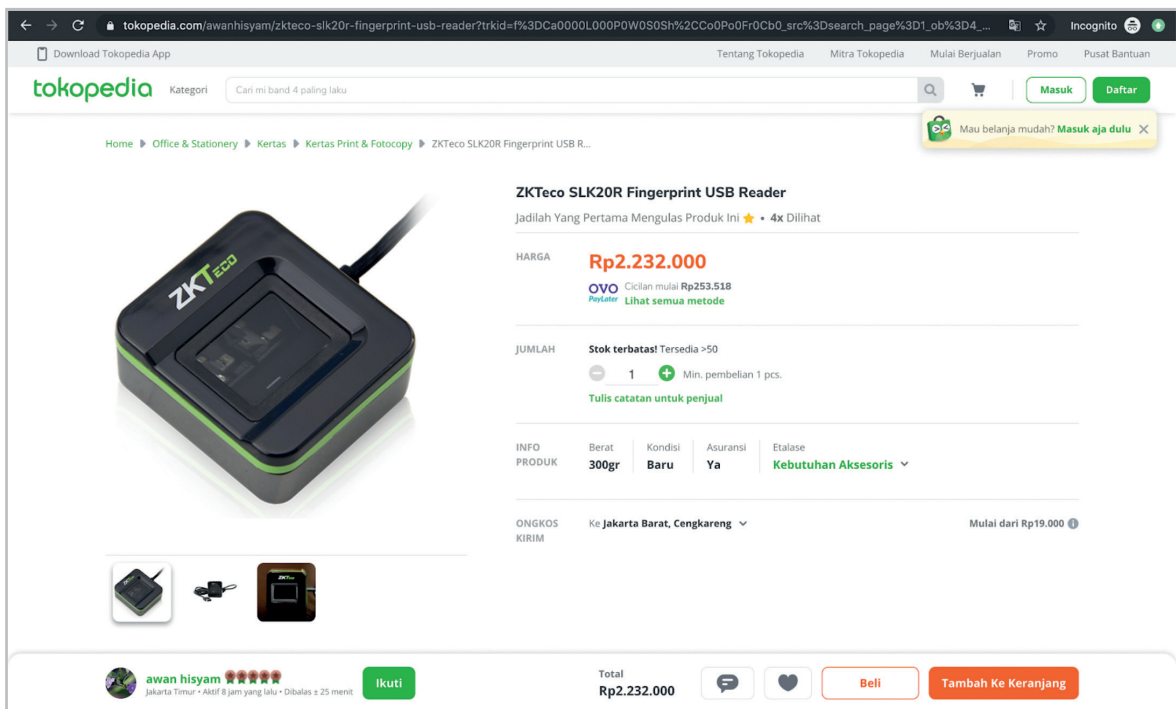 tokopedia.com/awanhisyam/zkteco-slk20r-fingerprint-usb-reader?trkid=f%3DCa0000L000P0W0S0Sh%2CCo0Po0Fr0Cb0_src%3Dsearch_page%3D1_ob%3D4_... Incognito
Download Tokopedia App Tentang Tokopedia Mitra Tokopedia Mulai Berjualan Promo Pusat Bantuan
tokopedia Kategori Cari mi band 4 paling laku Masuk Daftar
Mau belanja mudah? Masuk aja dulu
Home Office & Stationery Kertas Kertas Print & Fotocopy ZKTeco SLK20R Fingerprint USB R...
ZKTeco
ZKTeco SLK20R Fingerprint USB Reader
Jadilah Yang Pertama Mengulas Produk Ini • 4x Dilihat
HARGA Rp2.232.000
OVO PayLater Cicilan mulai Rp253.518
Lihat semua metode
JUMLAH Stok terbatas! Tersedia >50
1 Min. pembelian 1 pcs.
Tulis catatan untuk penjual
INFO PRODUK
Berat Kondisi Asuransi Etalase
300gr Baru Ya Kebutuhan Aksesoris
ONGKOS KIRIM
Ke Jakarta Barat, Cengkareng Mulai dari Rp19.000
ZKTeco
awan hisyam
Jakarta Timur • Aktif 8 jam yang lalu • Dibalas ± 25 menit
Ikuti
Total
Rp2.232.000
Beli
Tambah Ke Keranjang